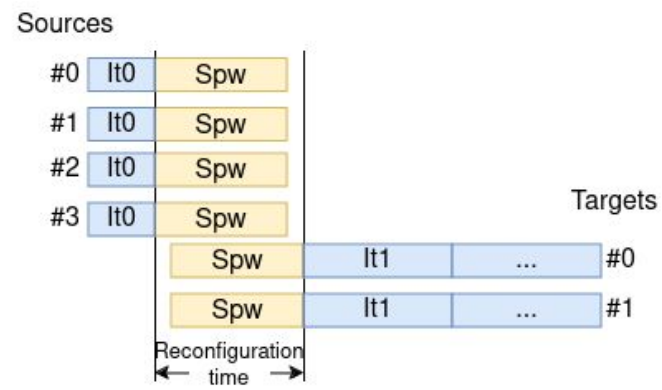 Sources
#0 It0 Spw
#1 It0 Spw
#2 It0 Spw
#3 It0 Spw
Targets
Spw It1 ... #0
Spw It1 ... #1
Reconfiguration
time